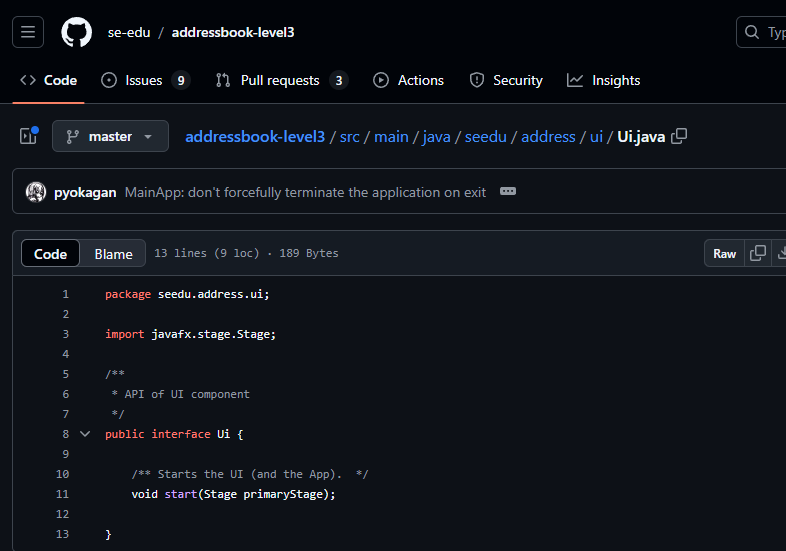 se-edu / addressbook-level3
Typ
Code Issues 9 Pull requests 3 Actions Security Insights
master addressbook-level3 / src / main / java / seedu / address / ui / Ui.java
pyokagan MainApp: don't forcefully terminate the application on exit
Code Blame 13 lines (9 loc) · 189 Bytes Raw
1 package seedu.address.ui;
2
3 import javafx.stage.Stage;
4
5 /**
6  * API of UI component
7  */
8 public interface Ui {
9
10     /** Starts the UI (and the App).  */
11     void start(Stage primaryStage);
12
13 }